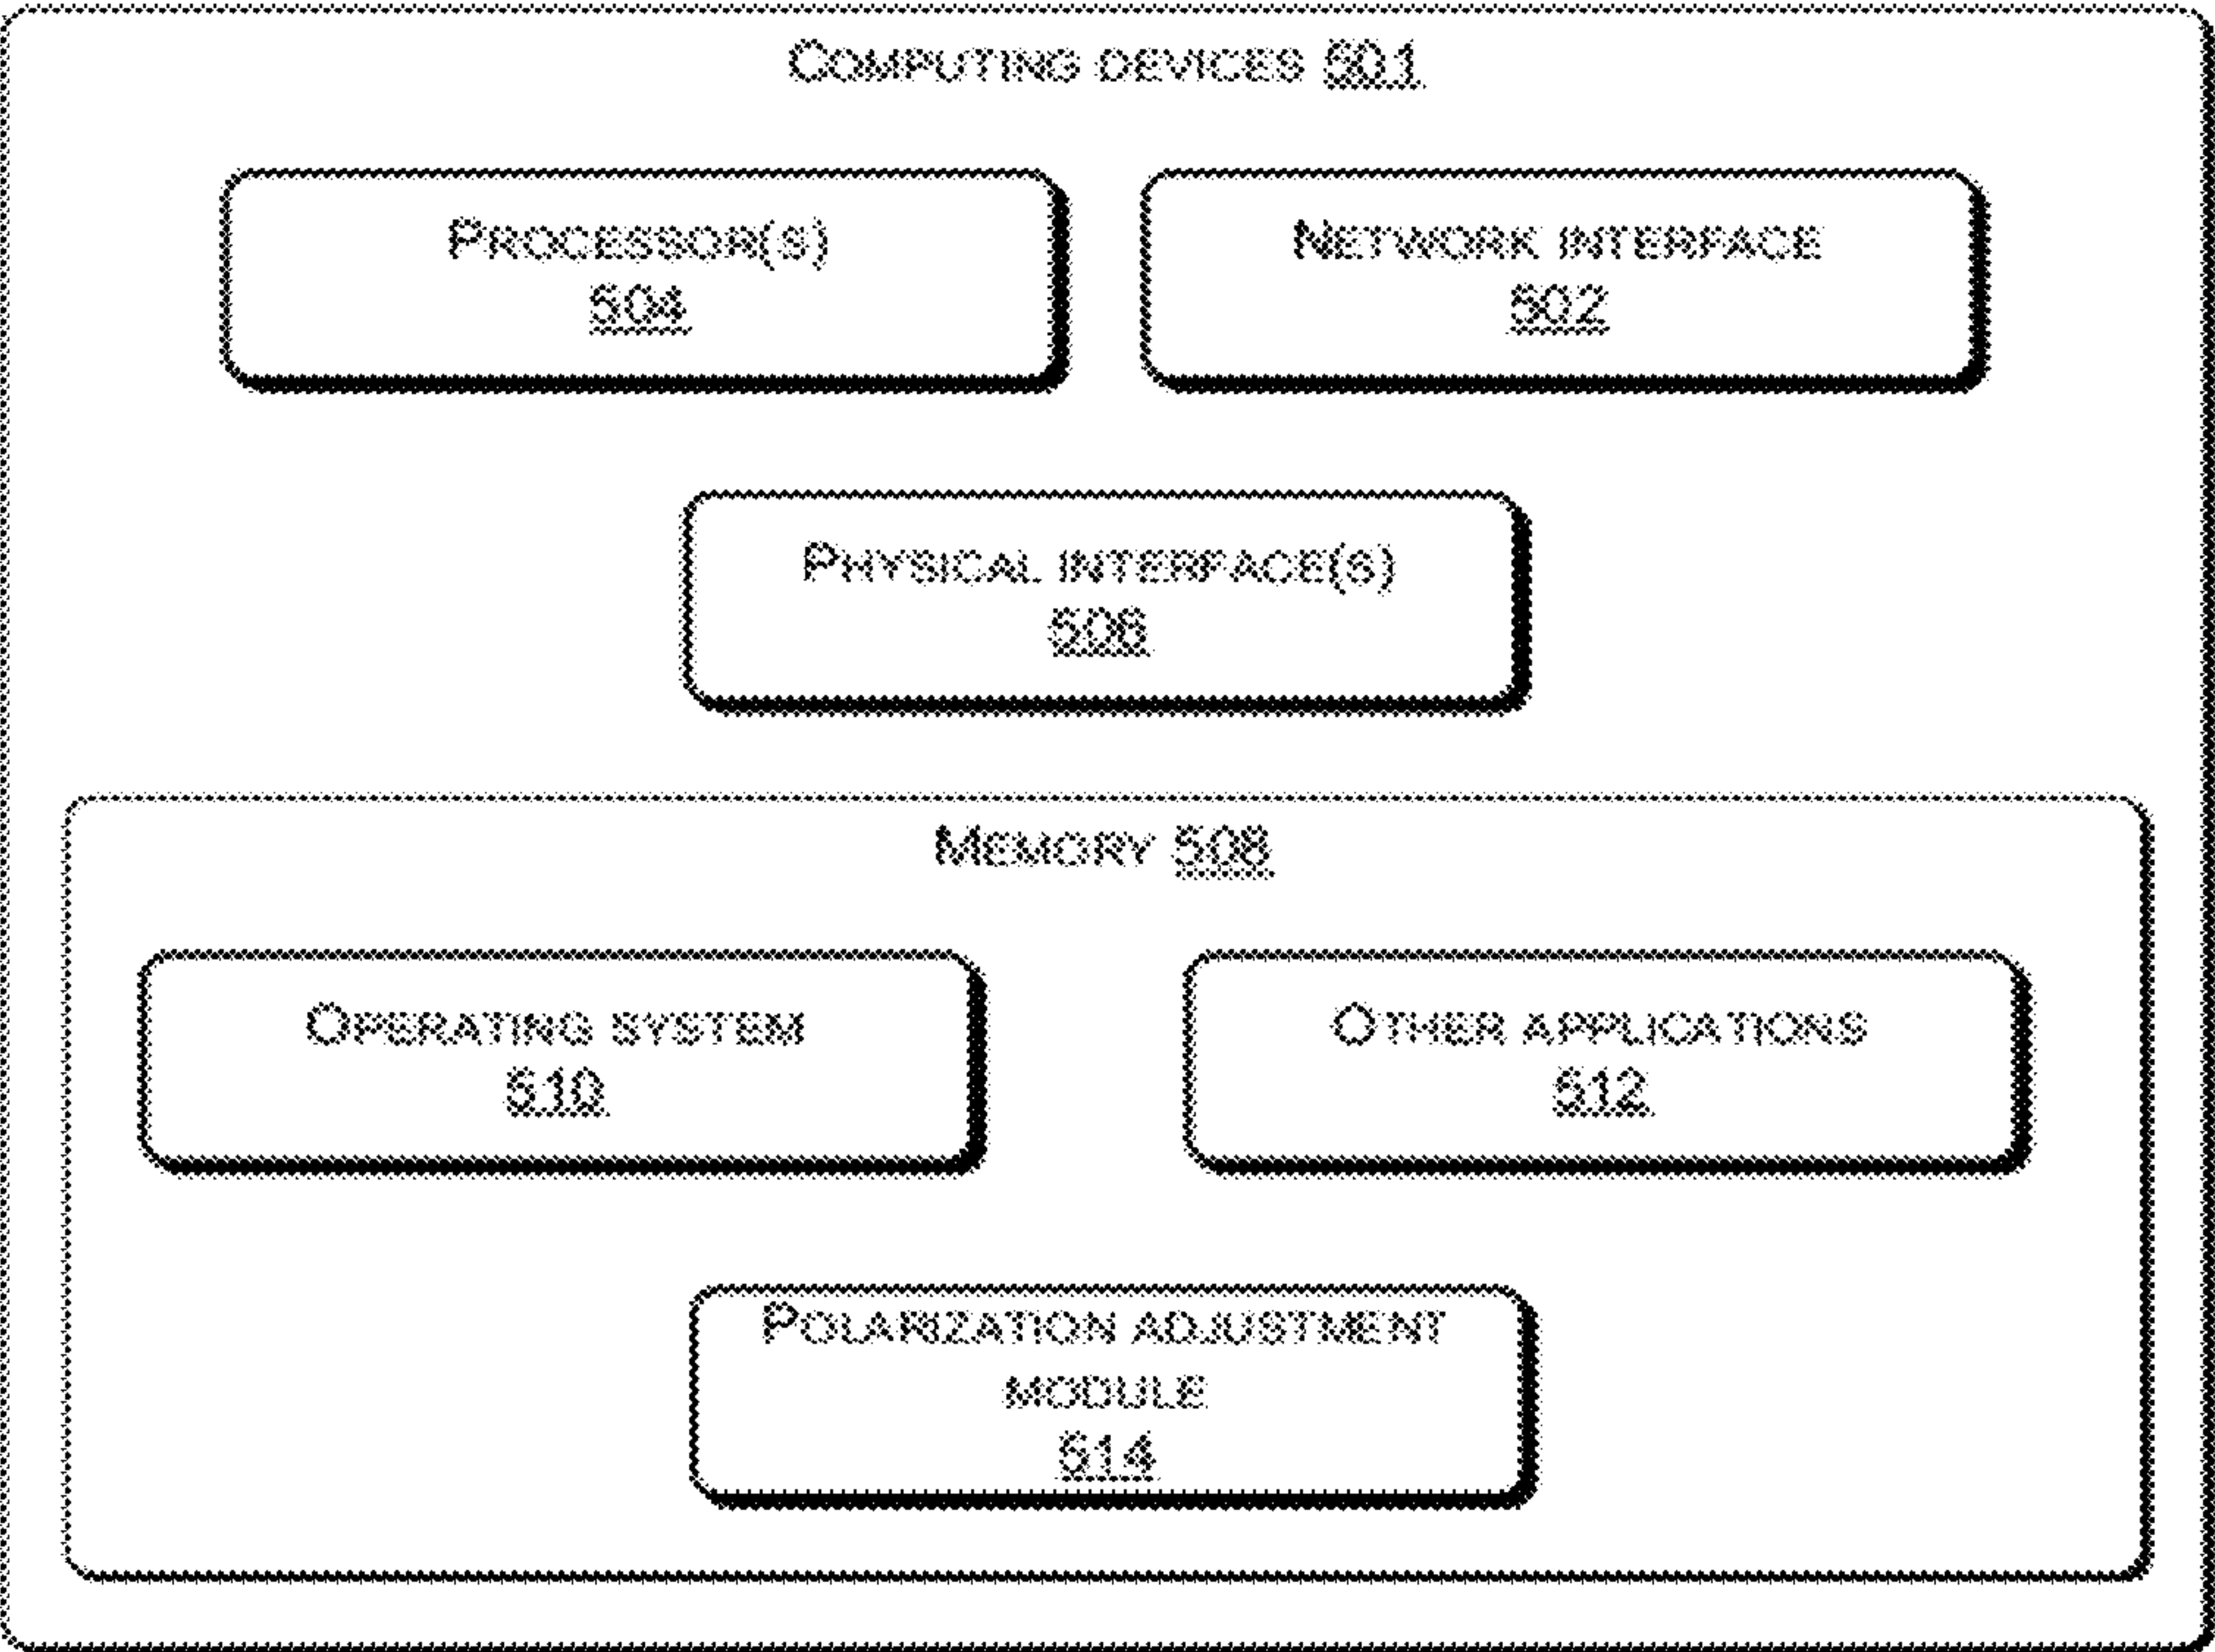 COMPUTING DEVICES 501
PROCESSOR(S)
504
NETWORK INTERFACE
502
PHYSICAL INTERFACE(S)
506
MEMORY 508
OPERATING SYSTEM
510
OTHER APPLICATIONS
512
POLARIZATION ADJUSTMENT
MODULE
514